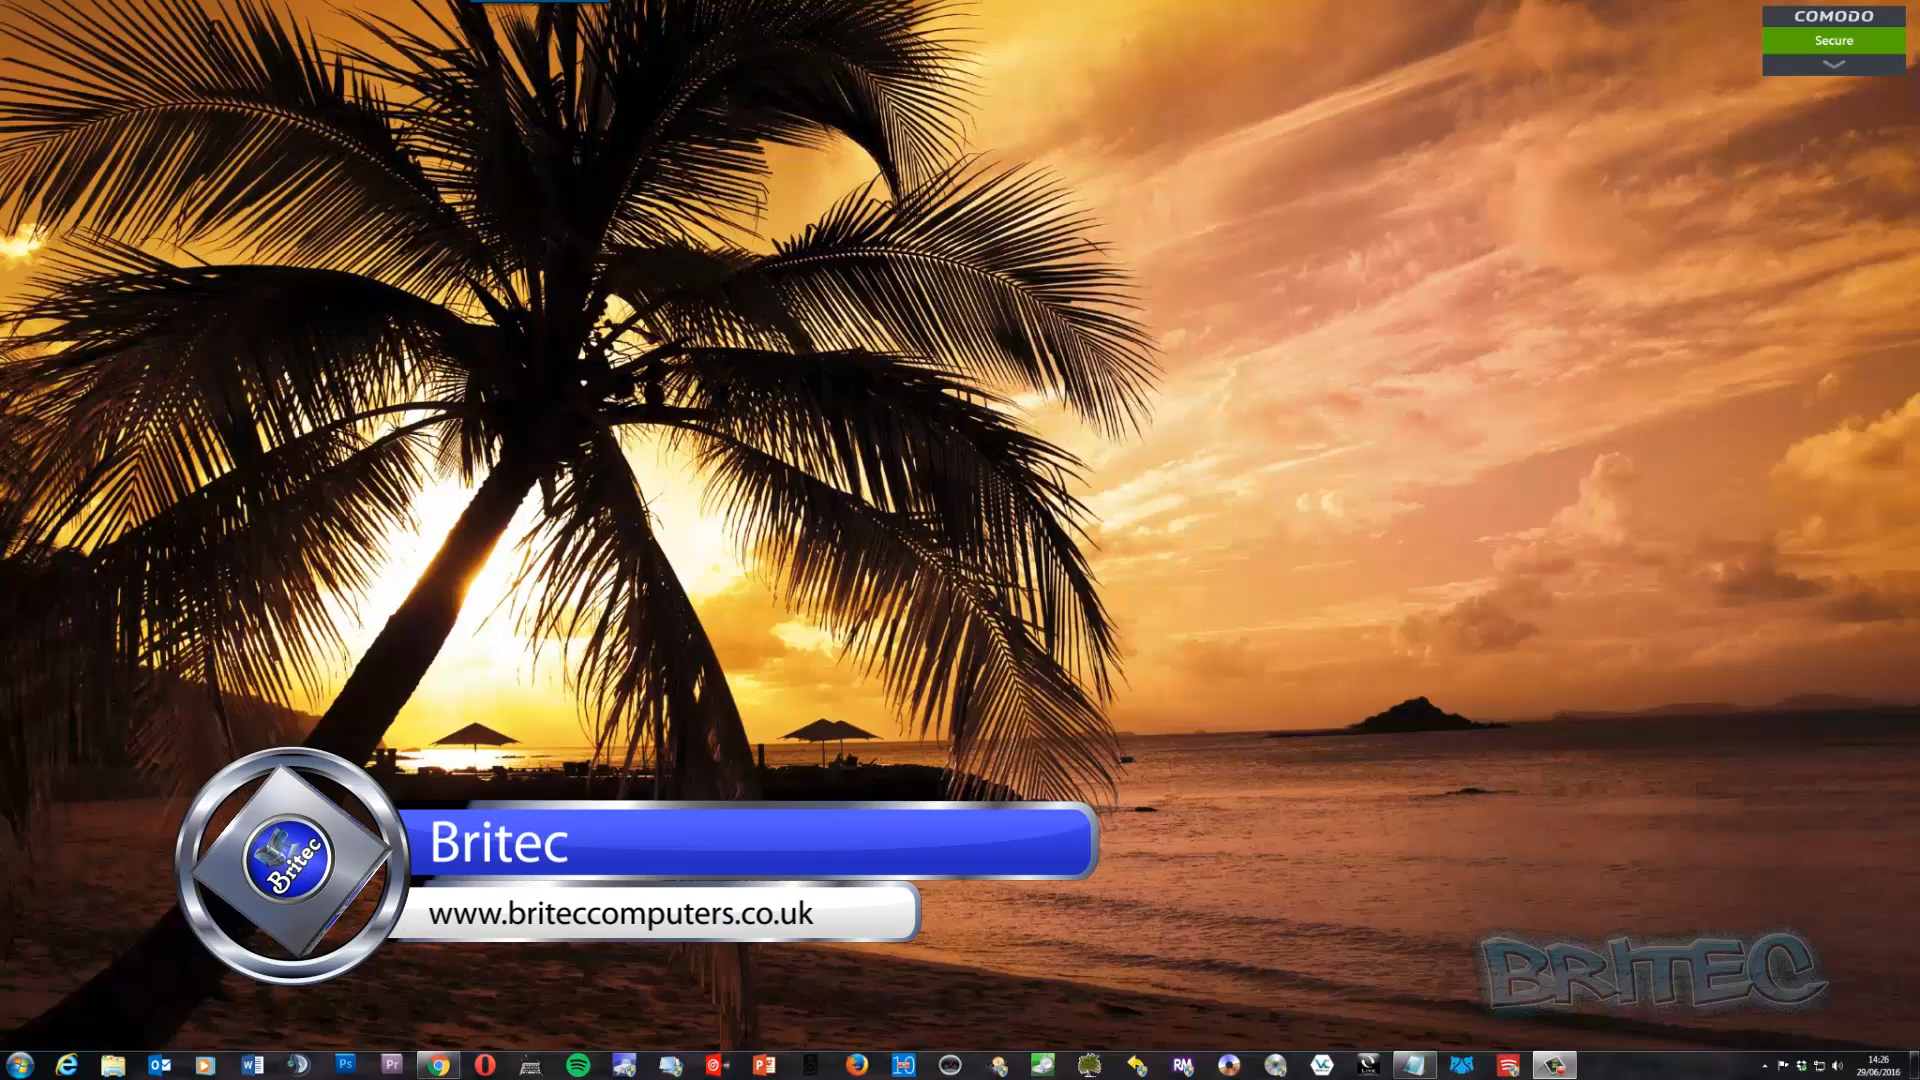 COMODO
Secure
Britec
Britec
www.briteccomputers.co.uk
BRITEC
Ps
Pr
RM
14:26
29/06/2016